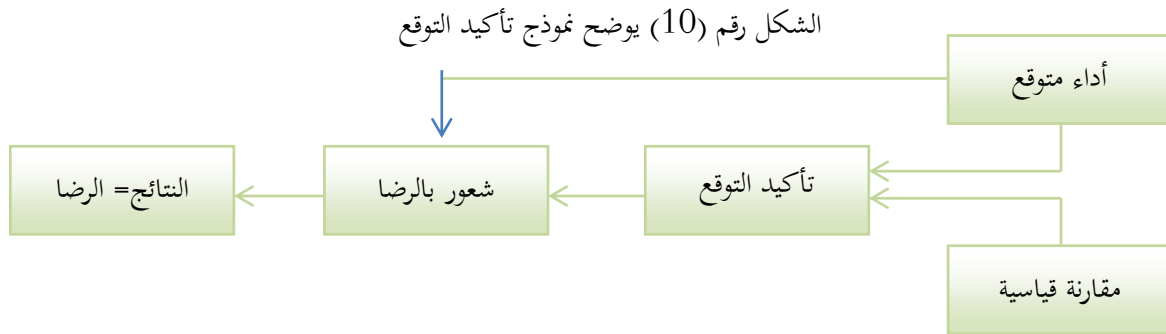 الشكل رقم (10) يوضح نموذج تأكيد التوقع
أداء متوقع
تأكيد التوقع
شعور بالرضا
النتائج= الرضا
مقارنة قياسية